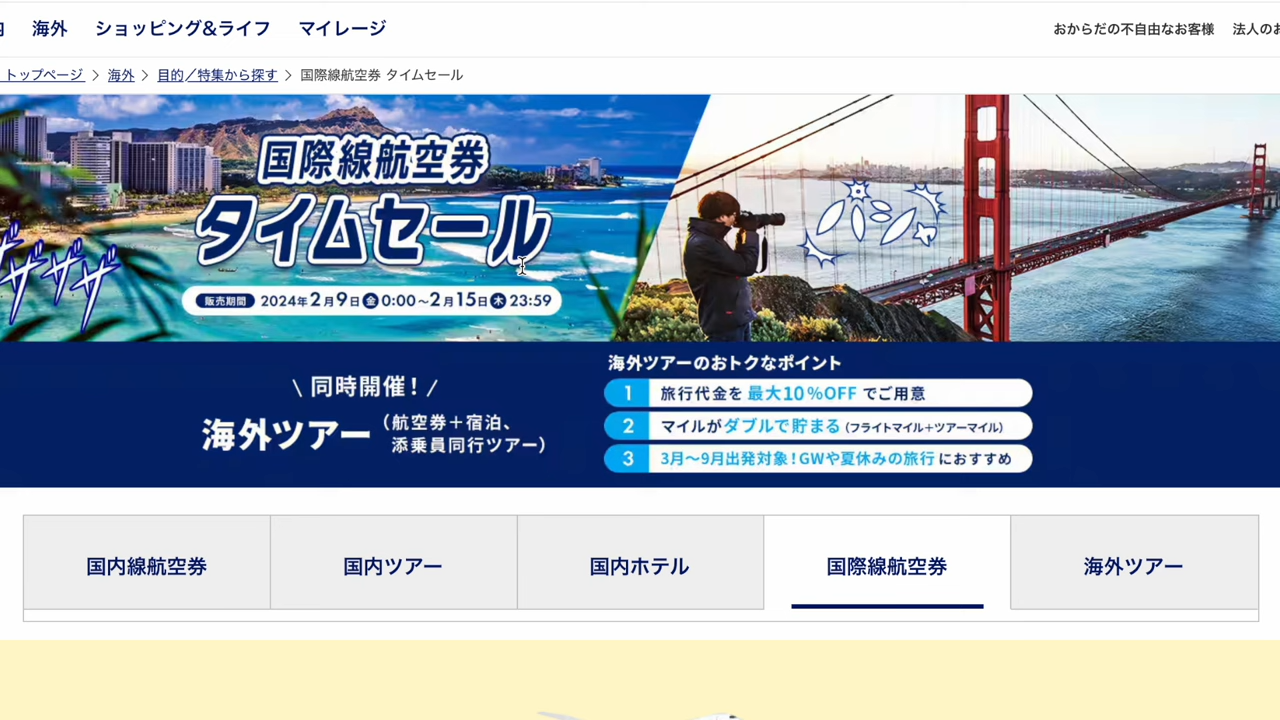 海外 ショッピング&ライフ マイレージ
おからだの不自由なお客様 法人のお
トップページ > 海外 > 目的／特集から探す > 国際線航空券 タイムセール
国際線航空券
タイムセール
ザザザ
パシャ
販売期間 2024年2月9日金0:00～2月15日木23:59
\ 同時開催！ /
海外ツアー（航空券＋宿泊、
添乗員同行ツアー）
海外ツアーのおトクなポイント
1 旅行代金を 最大10%OFF でご用意
2 マイルがダブルで貯まる（フライトマイル＋ツアーマイル）
3 3月～9月出発対象！GWや夏休みの旅行 におすすめ
国内線航空券
国内ツアー
国内ホテル
国際線航空券
海外ツアー